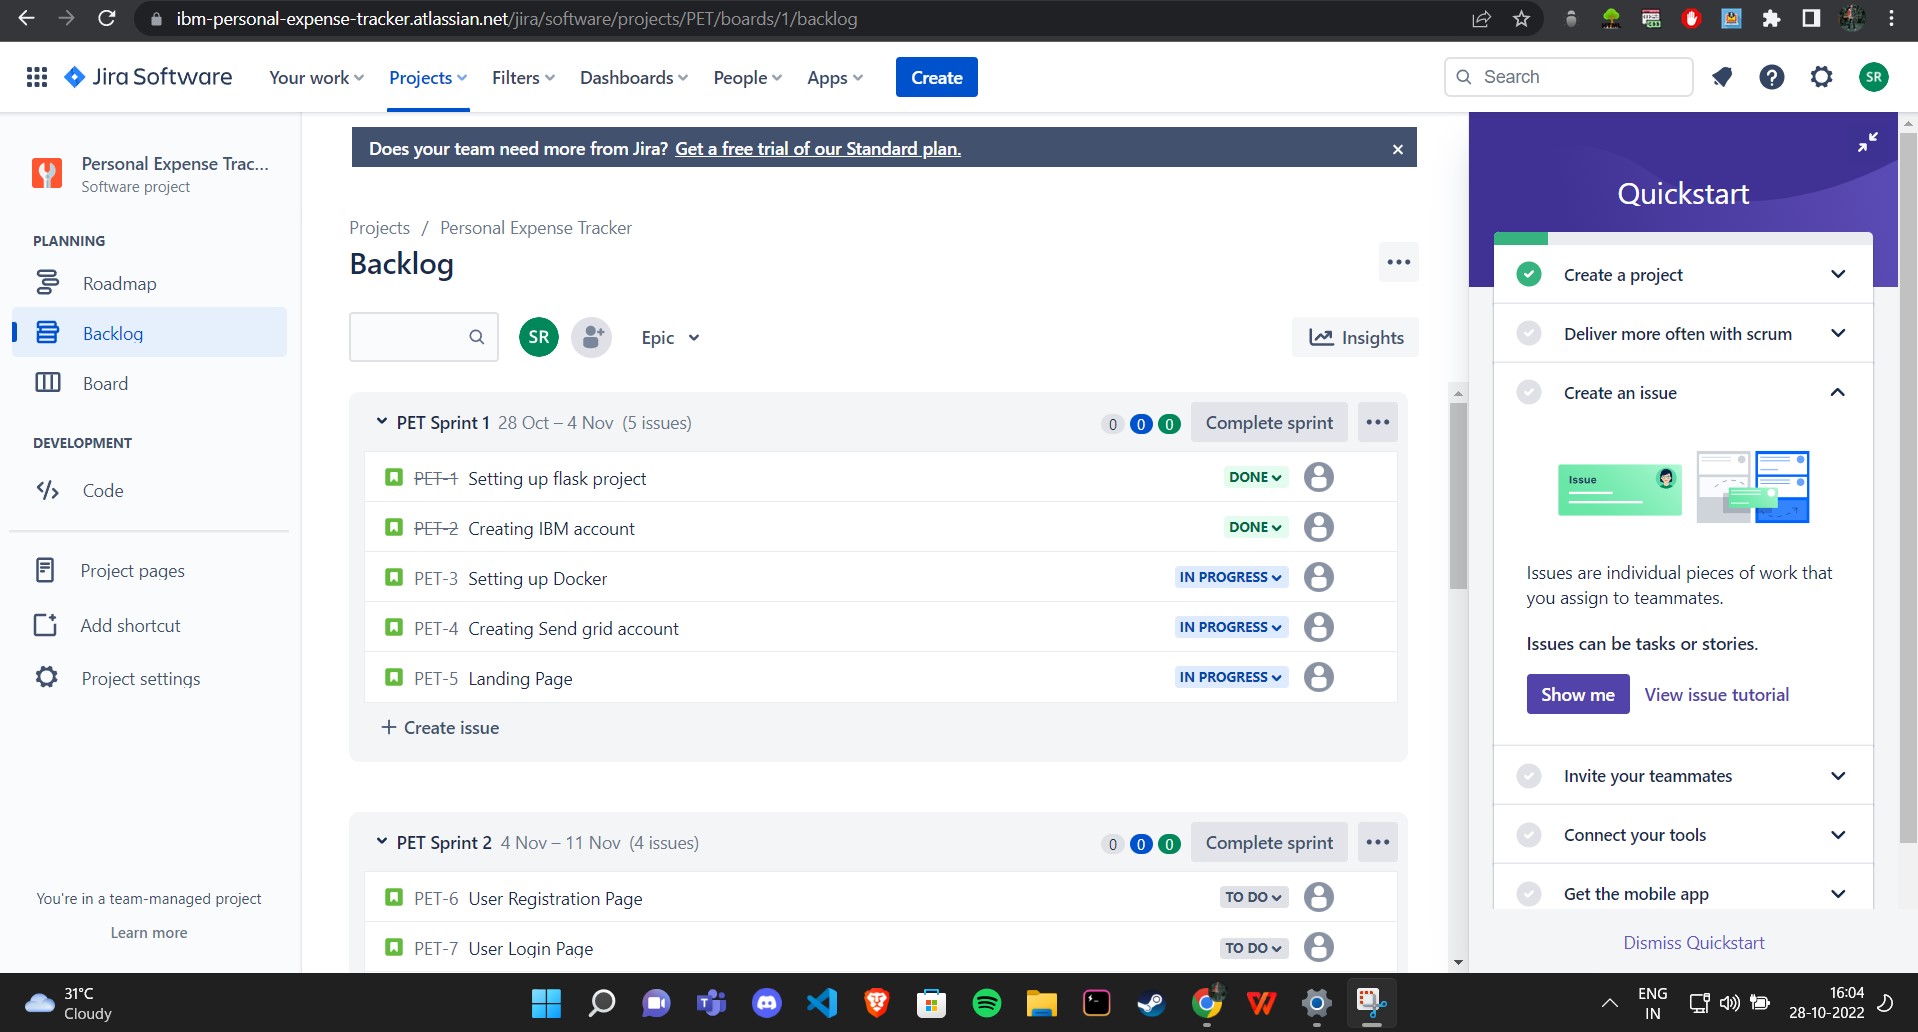 ibm-personal-expense-tracker.atlassian.net/jira/software/projects/PET/boards/1/backlog
Jira Software
Your work
Projects
Filters
Dashboards
People
Apps
Create
Search
SR
Personal Expense Trac...
Software project
PLANNING
Roadmap
Backlog
Board
DEVELOPMENT
Code
Project pages
Add shortcut
Project settings
You're in a team-managed project
Learn more
Does your team need more from Jira? Get a free trial of our Standard plan.
Projects / Personal Expense Tracker
Backlog
SR
Epic
Insights
PET Sprint 1 28 Oct – 4 Nov (5 issues)
0 0 0
Complete sprint
PET-1 Setting up flask project DONE
PET-2 Creating IBM account DONE
PET-3 Setting up Docker IN PROGRESS
PET-4 Creating Send grid account IN PROGRESS
PET-5 Landing Page IN PROGRESS
+ Create issue
PET Sprint 2 4 Nov – 11 Nov (4 issues)
0 0 0
Complete sprint
PET-6 User Registration Page TO DO
PET-7 User Login Page TO DO
Quickstart
Create a project
Deliver more often with scrum
Create an issue
Issue
Issues are individual pieces of work that
you assign to teammates.
Issues can be tasks or stories.
Show me
View issue tutorial
Invite your teammates
Connect your tools
Get the mobile app
Dismiss Quickstart
31°C
Cloudy
ENG
IN
16:04
28-10-2022